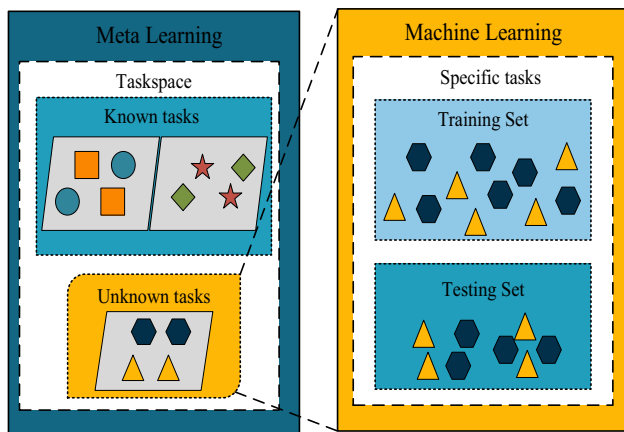 Meta Learning
Taskspace
Known tasks
Unknown tasks
Machine Learning
Specific tasks
Training Set
Testing Set